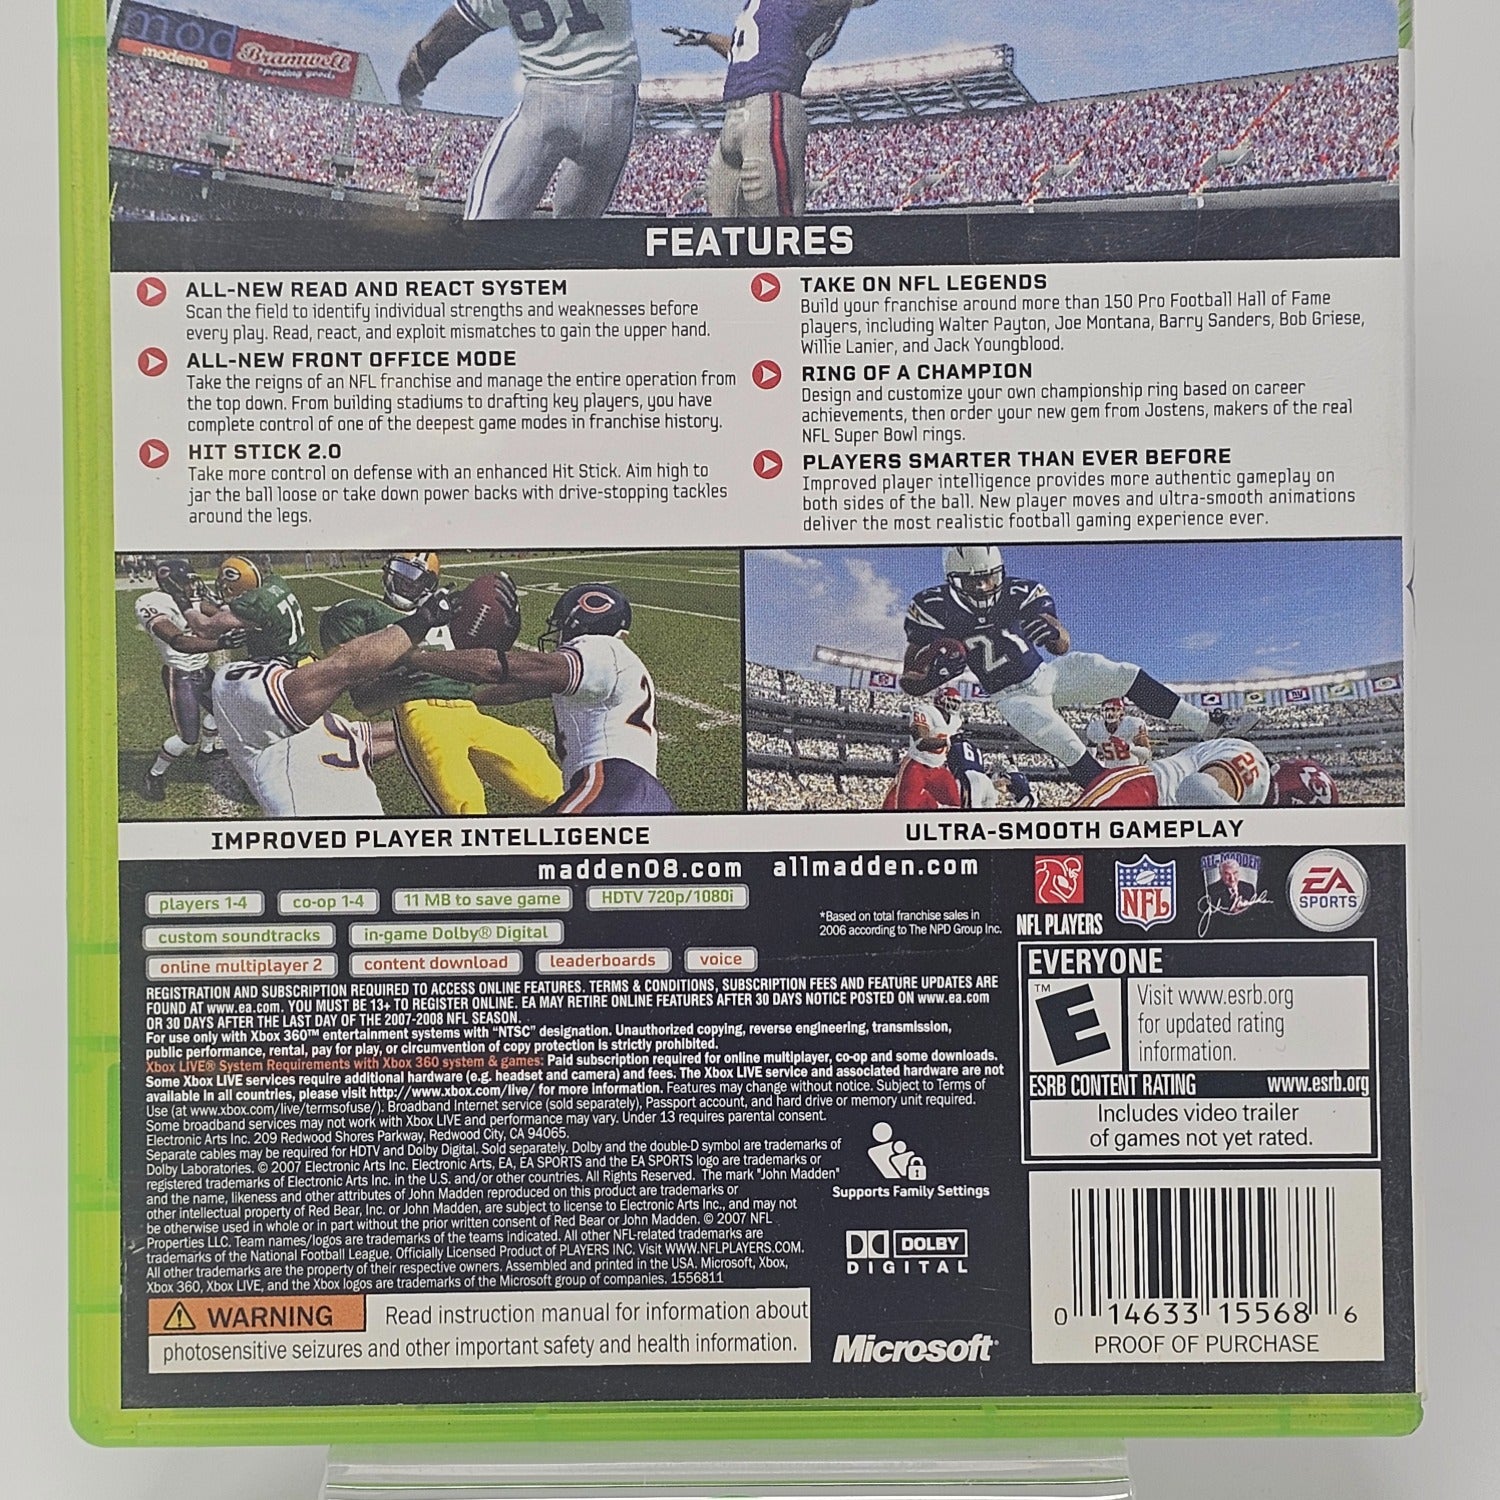 81
mod
modemo
Bramwell
sporting goods
FEATURES
ALL-NEW READ AND REACT SYSTEM
Scan the field to identify individual strengths and weaknesses before
every play. Read, react, and exploit mismatches to gain the upper hand.
ALL-NEW FRONT OFFICE MODE
Take the reigns of an NFL franchise and manage the entire operation from
the top down. From building stadiums to drafting key players, you have
complete control of one of the deepest game modes in franchise history.
HIT STICK 2.0
Take more control on defense with an enhanced Hit Stick. Aim high to
jar the ball loose or take down power backs with drive-stopping tackles
around the legs.
TAKE ON NFL LEGENDS
Build your franchise around more than 150 Pro Football Hall of Fame
players, including Walter Payton, Joe Montana, Barry Sanders, Bob Griese,
Willie Lanier, and Jack Youngblood.
RING OF A CHAMPION
Design and customize your own championship ring based on career
achievements, then order your new gem from Jostens, makers of the real
NFL Super Bowl rings.
PLAYERS SMARTER THAN EVER BEFORE
Improved player intelligence provides more authentic gameplay on
both sides of the ball. New player moves and ultra-smooth animations
deliver the most realistic football gaming experience ever.
36
77
21
IMPROVED PLAYER INTELLIGENCE
ULTRA-SMOOTH GAMEPLAY
madden08.com allmadden.com
players 1-4
co-op 1-4
11 MB to save game
HDTV 720p/1080i
custom soundtracks
in-game Dolby® Digital
online multiplayer 2
content download
leaderboards
voice
*Based on total franchise sales in
2006 according to The NPD Group Inc.
NFL PLAYERS
NFL
ALL-MADDEN
John Madden
EA
SPORTS
REGISTRATION AND SUBSCRIPTION REQUIRED TO ACCESS ONLINE FEATURES. TERMS & CONDITIONS, SUBSCRIPTION FEES AND FEATURE UPDATES ARE
FOUND AT www.ea.com. YOU MUST BE 13+ TO REGISTER ONLINE. EA MAY RETIRE ONLINE FEATURES AFTER 30 DAYS NOTICE POSTED ON www.ea.com
OR 30 DAYS AFTER THE LAST DAY OF THE 2007-2008 NFL SEASON.
For use only with Xbox 360™ entertainment systems with "NTSC" designation. Unauthorized copying, reverse engineering, transmission,
public performance, rental, pay for play, or circumvention of copy protection is strictly prohibited.
Xbox LIVE® System Requirements with Xbox 360 system & games: Paid subscription required for online multiplayer, co-op and some downloads.
Some Xbox LIVE services require additional hardware (e.g. headset and camera) and fees. The Xbox LIVE service and associated hardware are not
available in all countries, please visit http://www.xbox.com/live/ for more information. Features may change without notice. Subject to Terms of
Use (at www.xbox.com/live/termsofuse/). Broadband Internet service (sold separately), Passport account, and hard drive or memory unit required.
Some broadband services may not work with Xbox LIVE and performance may vary. Under 13 requires parental consent.
Electronic Arts Inc. 209 Redwood Shores Parkway, Redwood City, CA 94065.
Separate cables may be required for HDTV and Dolby Digital. Sold separately. Dolby and the double-D symbol are trademarks of
Dolby Laboratories. © 2007 Electronic Arts Inc. Electronic Arts, EA, EA SPORTS and the EA SPORTS logo are trademarks or
registered trademarks of Electronic Arts Inc. in the U.S. and/or other countries. All Rights Reserved. The mark "John Madden"
and the name, likeness and other attributes of John Madden reproduced on this product are trademarks or
other intellectual property of Red Bear, Inc. or John Madden, are subject to license to Electronic Arts Inc., and may not
be otherwise used in whole or in part without the prior written consent of Red Bear or John Madden. © 2007 NFL
Properties LLC. Team names/logos are trademarks of the teams indicated. All other NFL-related trademarks are
trademarks of the National Football League. Officially Licensed Product of PLAYERS INC. Visit WWW.NFLPLAYERS.COM.
All other trademarks are the property of their respective owners. Assembled and printed in the USA. Microsoft, Xbox,
Xbox 360, Xbox LIVE, and the Xbox logos are trademarks of the Microsoft group of companies. 1556811
Supports Family Settings
DOLBY
DIGITAL
Microsoft®
WARNING
Read instruction manual for information about
photosensitive seizures and other important safety and health information.
EVERYONE
TM
E
Visit www.esrb.org
for updated rating
information.
ESRB CONTENT RATING www.esrb.org
Includes video trailer
of games not yet rated.
0 14633 15568 6
PROOF OF PURCHASE